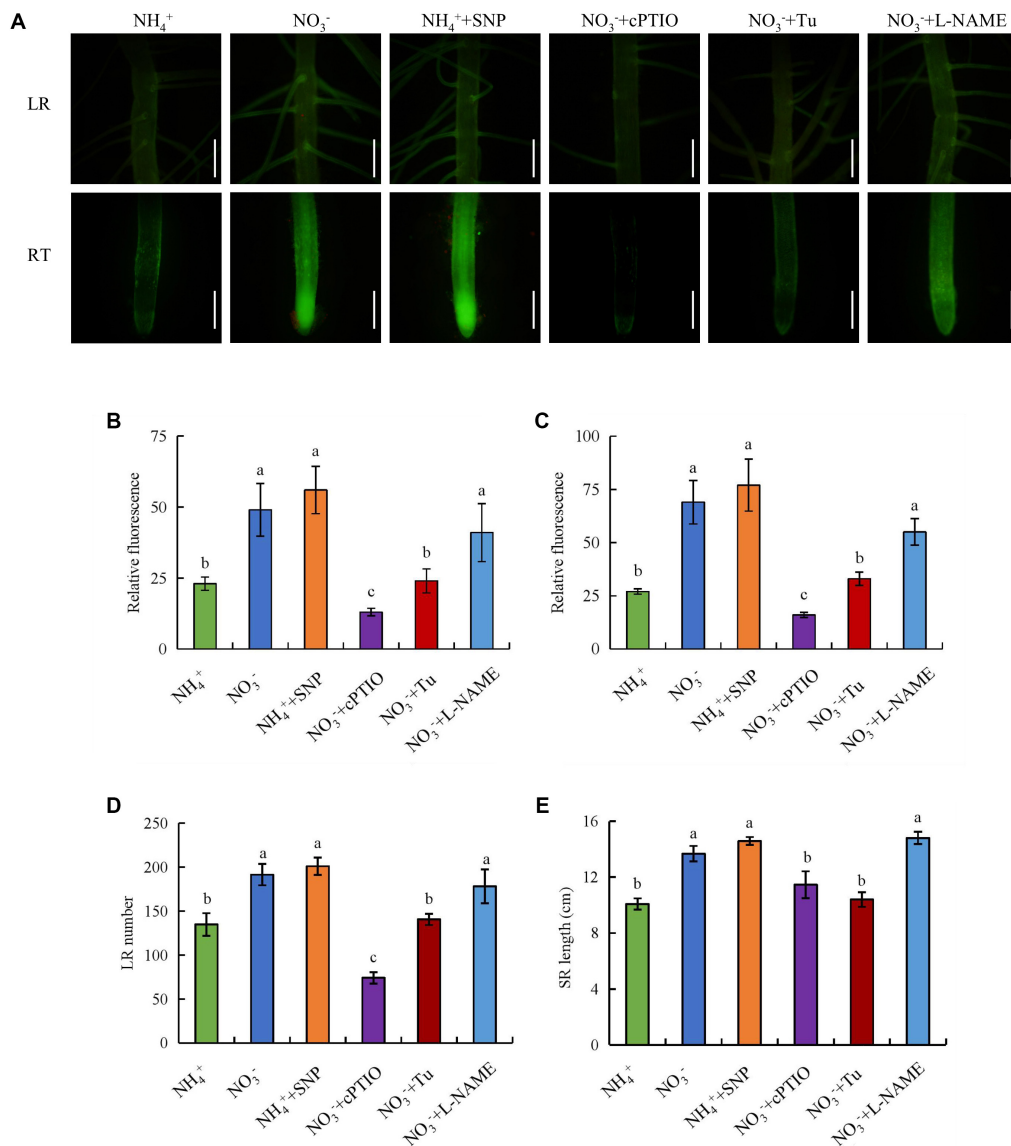 A
NH₄⁺ NO₃⁻ NH₄⁺+SNP NO₃⁻+cPTIO NO₃⁻+Tu NO₃⁻+L-NAME
LR
RT
B
75
50
25
0
Relative fluorescence
b a a c b a
NH₄⁺ NO₃⁻ NH₄⁺+SNP NO₃⁻+cPTIO NO₃⁻+Tu NO₃⁻+L-NAME
C
100
75
50
25
0
Relative fluorescence
b a a c b a
NH₄⁺ NO₃⁻ NH₄⁺+SNP NO₃⁻+cPTIO NO₃⁻+Tu NO₃⁻+L-NAME
D
250
200
150
100
50
0
LR number
b a a c b a
NH₄⁺ NO₃⁻ NH₄⁺+SNP NO₃⁻+cPTIO NO₃⁻+Tu NO₃⁻+L-NAME
E
16
12
8
4
0
SR length (cm)
b a a b b a
NH₄⁺ NO₃⁻ NH₄⁺+SNP NO₃⁻+cPTIO NO₃⁻+Tu NO₃⁻+L-NAME